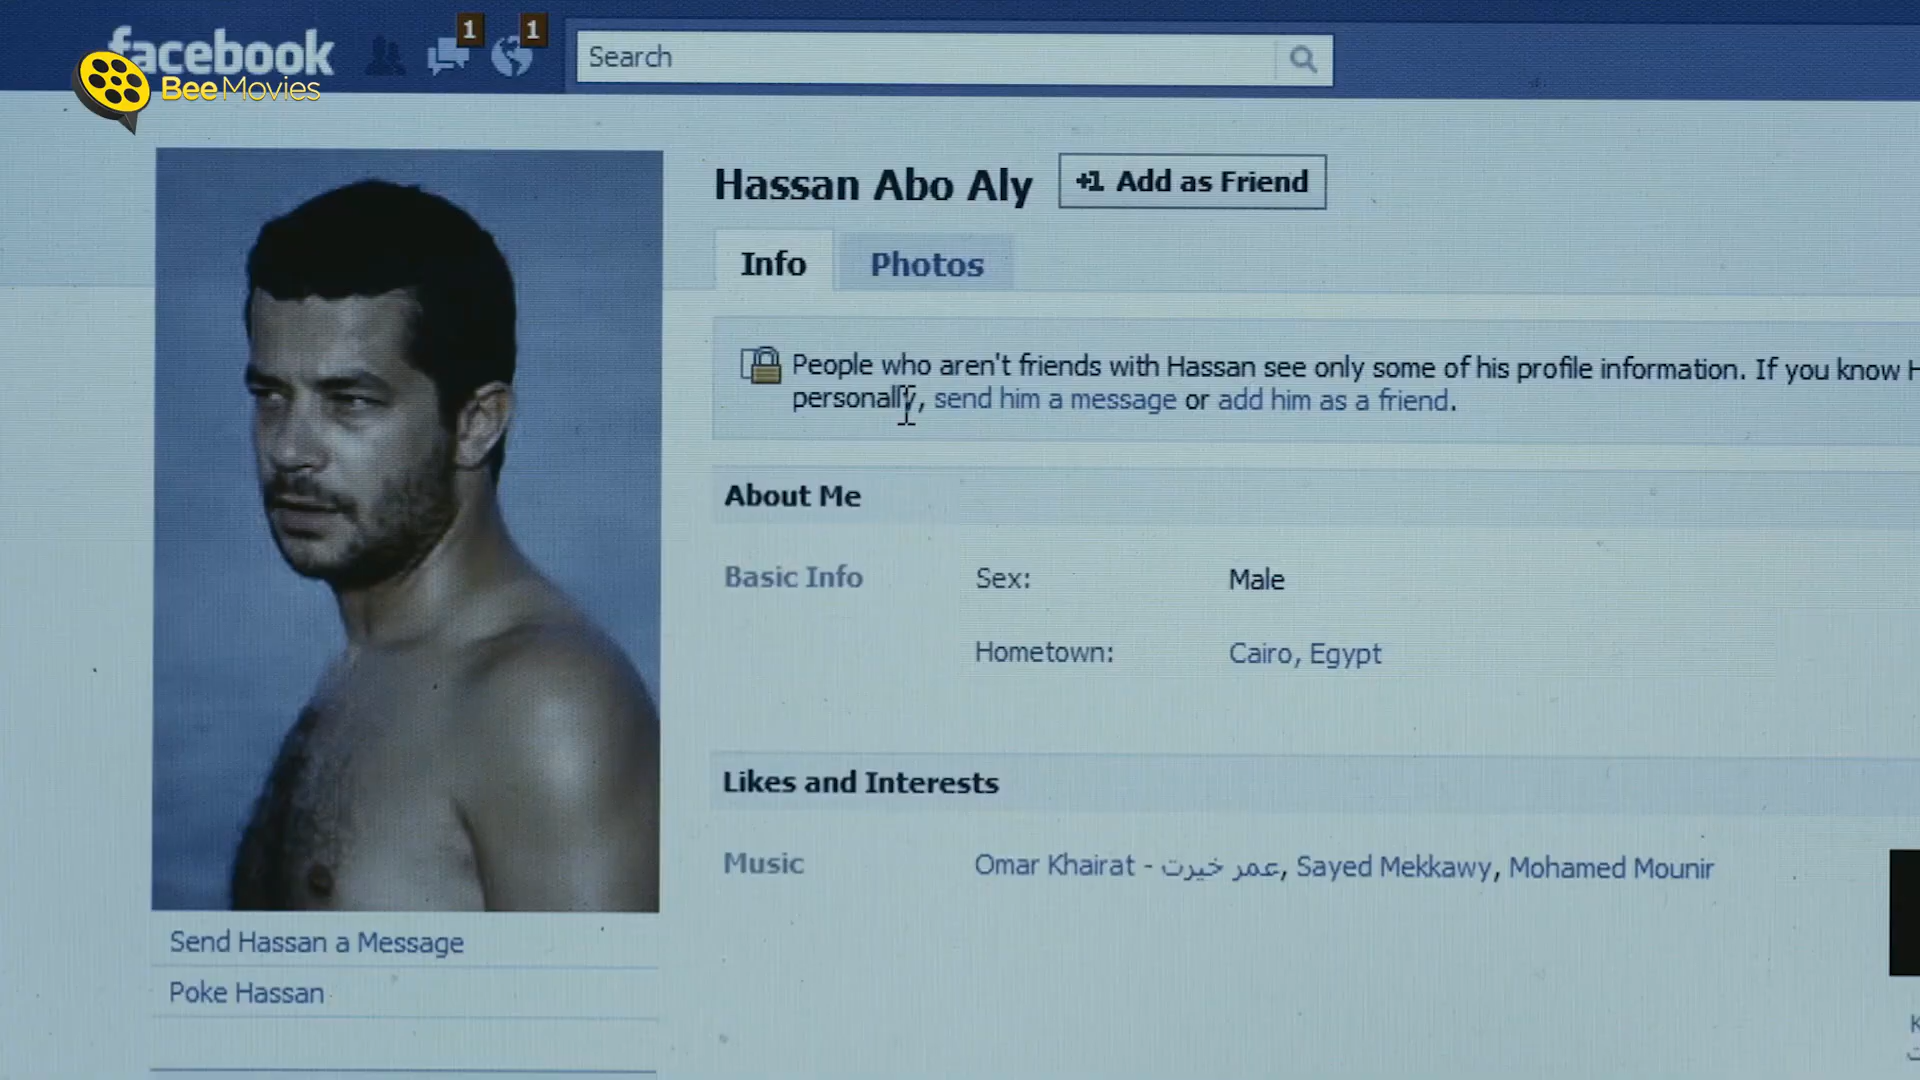 facebook
BeeMovies
1
1
Search
Hassan Abo Aly
+1 Add as Friend
Info
Photos
People who aren't friends with Hassan see only some of his profile information. If you know
personally, send him a message or add him as a friend.
About Me
Basic Info
Sex:
Male
Hometown:
Cairo, Egypt
Likes and Interests
Music
Omar Khairat - عمر خيرت, Sayed Mekkawy, Mohamed Mounir
Send Hassan a Message
Poke Hassan